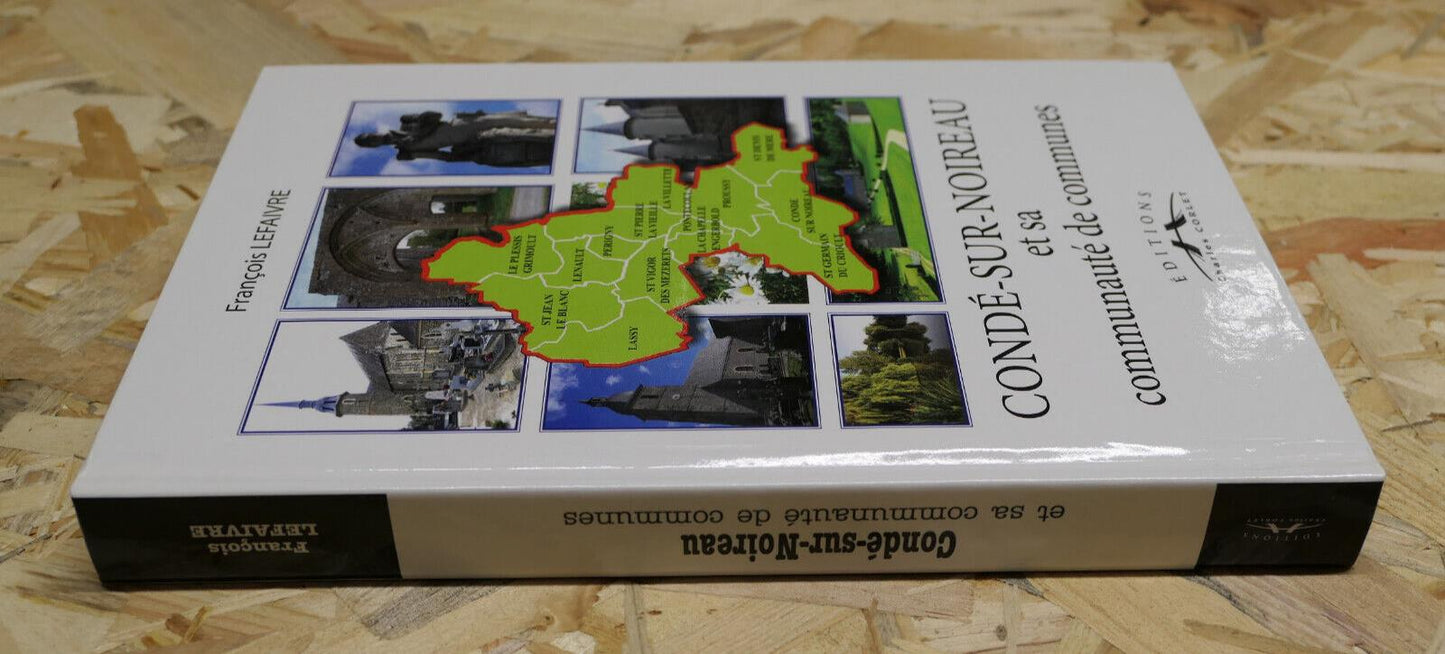 François LEFAIVRE
ST DENIS
DE MERE
LA VILLETTE
PROUSSY
ST PIERRE
LA VIEILLE
PONTECOULANT
LA CHAPELLE
ENGERBOLD
CONDÉ
SUR NOIREAU
PERIGNY
LE PLESSIS
GRIMOULT
LENAULT
ST VIGOR
DES MEZERETS
ST GERMAIN
DU CRIOULT
ST JEAN
LE BLANC
LASSY
CONDÉ-SUR-NOIREAU
et sa
communauté de communes
ÉDITIONS
CHARLES CORLET
François
LEFAIVRE
Condé-sur-Noireau
et sa communauté de communes
ÉDITIONS
CHARLES CORLET